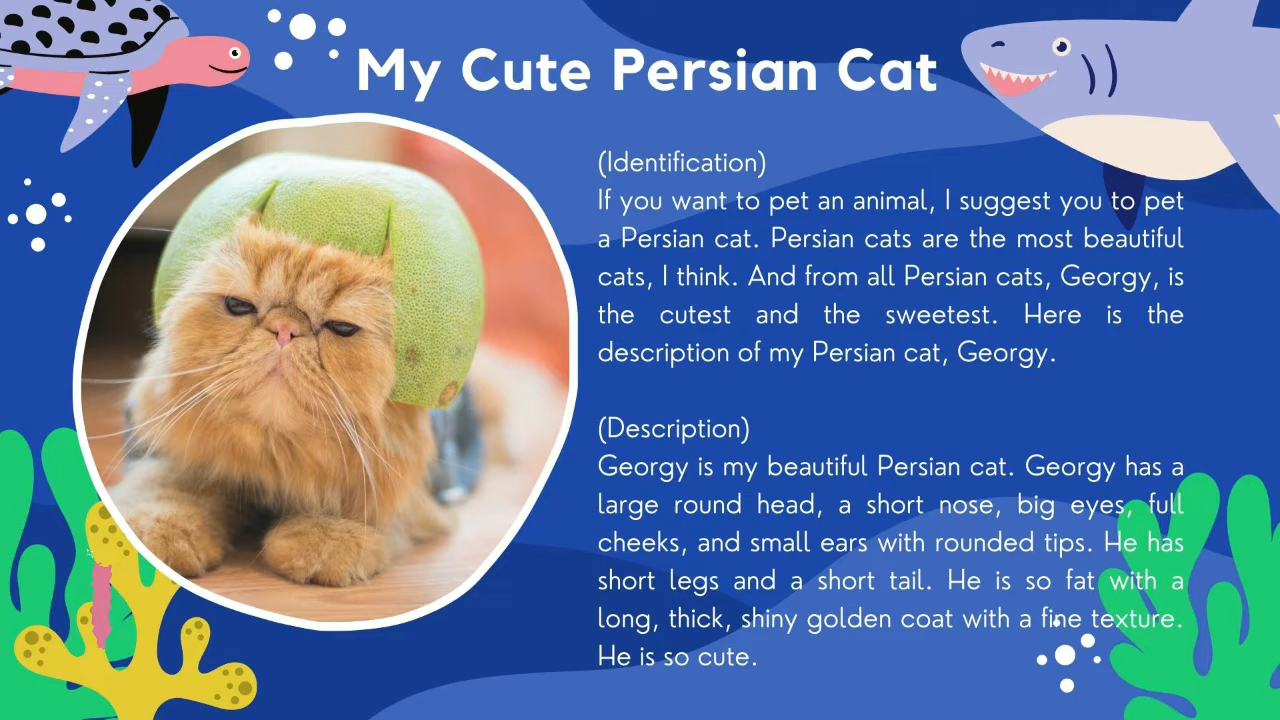 My Cute Persian Cat
(Identification)
If you want to pet an animal, I suggest you to pet
a Persian cat. Persian cats are the most beautiful
cats, I think. And from all Persian cats, Georgy, is
the cutest and the sweetest. Here is the
description of my Persian cat, Georgy.
(Description)
Georgy is my beautiful Persian cat. Georgy has a
large round head, a short nose, big eyes, full
cheeks, and small ears with rounded tips. He has
short legs and a short tail. He is so fat with a
long, thick, shiny golden coat with a fine texture.
He is so cute.